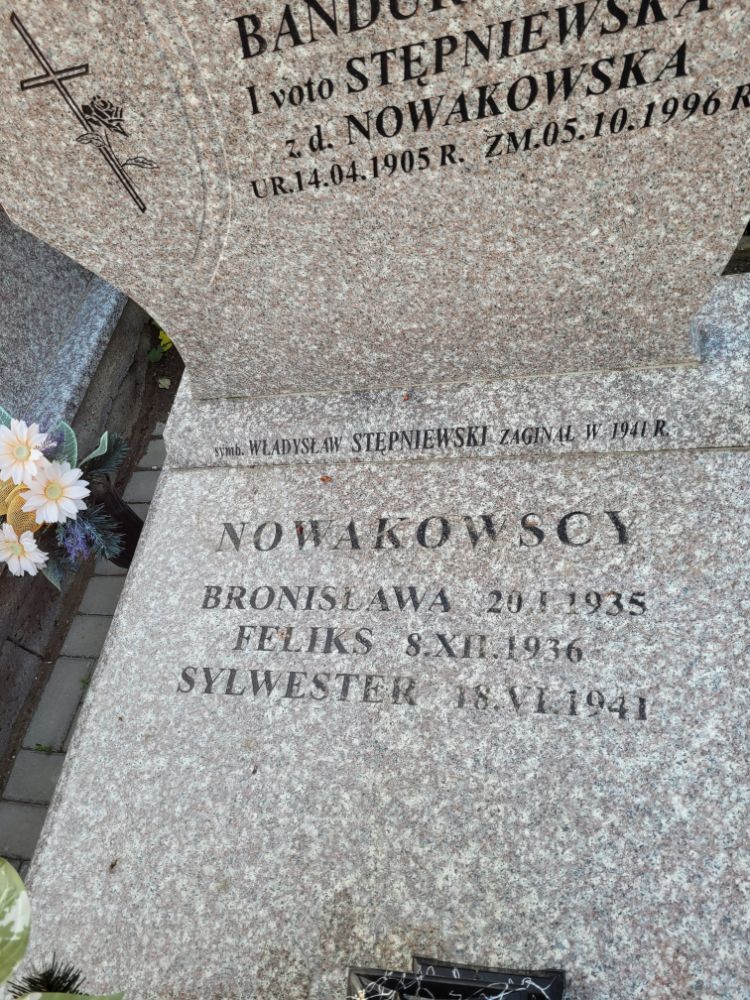 I voto STĘPNIEWSKA
z d. NOWAKOWSKA
UR.14.04.1905 R. ZM.05.10.1996 R
symb. WŁADYSŁAW STĘPNIEWSKI ZAGINĄŁ W 1941 R.
NOWAKOWSCY
BRONISŁAWA 20.I.1935
FELIKS 8.XII.1936
SYLWESTER 18.VI.1941